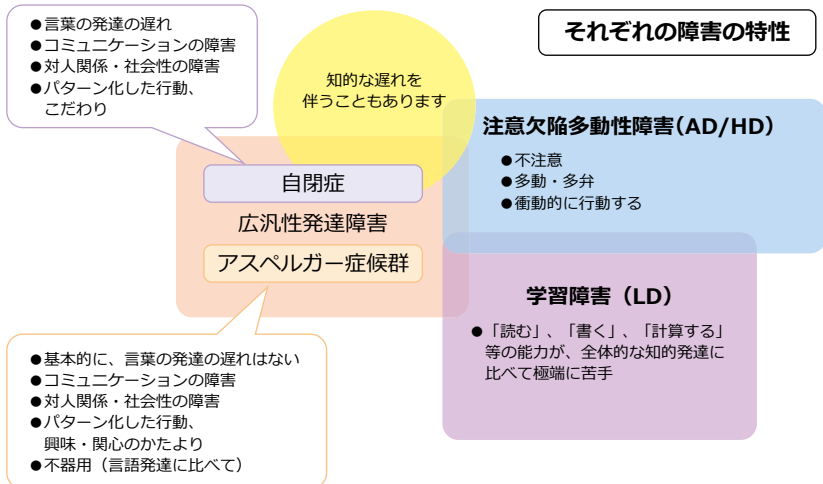 それぞれの障害の特性
●言葉の発達の遅れ
●コミュニケーションの障害
●対人関係・社会性の障害
●パターン化した行動、
こだわり
知的な遅れを
伴うこともあります
自閉症
広汎性発達障害
アスペルガー症候群
●基本的に、言葉の発達の遅れはない
●コミュニケーションの障害
●対人関係・社会性の障害
●パターン化した行動、
興味・関心のかたより
●不器用（言語発達に比べて）
注意欠陥多動性障害（AD/HD）
●不注意
●多動・多弁
●衝動的に行動する
学習障害（LD）
●「読む」、「書く」、「計算する」
等の能力が、全体的な知的発達に
比べて極端に苦手